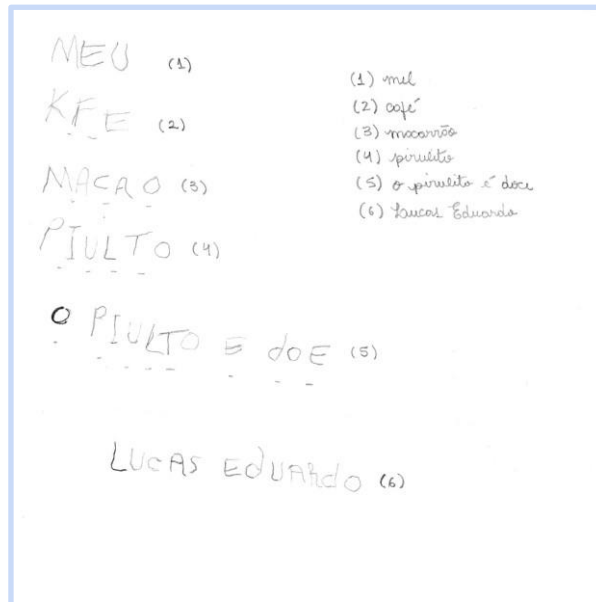 MEU (1)
KFE (2)
MACAO (3)
PIULTO (4)
O PIULTO E dOE (5)
LUCAS EdUARdO (6)
(1) mel
(2) café
(3) macarrão
(4) pirulito
(5) o pirulito é doce
(6) Lucas Eduardo